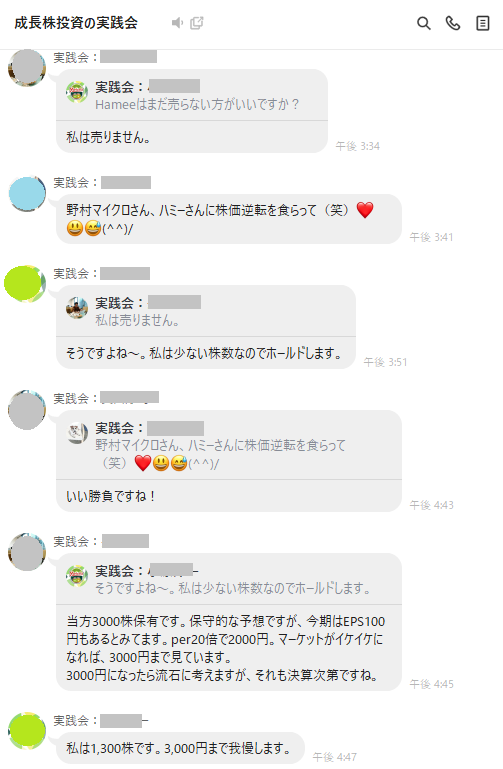 成長株投資の実践会
実践会：
実践会：
Hameeはまだ売らない方がいいですか？
私は売りません。
午後 3:34
実践会：
野村マイクロさん、ハミーさんに株価逆転を食らって（笑）❤️
😃😅(^^)/
午後 3:41
実践会：
実践会：
私は売りません。
そうですよね～。私は少ない株数なのでホールドします。
午後 3:51
実践会：
実践会：
野村マイクロさん、ハミーさんに株価逆転を食らって
（笑）❤️😃😅(^^)/
いい勝負ですね！
午後 4:43
実践会：
実践会：
そうですよね～。私は少ない株数なのでホールドします。
当方3000株保有です。保守的な予想ですが、今期はEPS100
円もあるとみてます。per20倍で2000円。マーケットがイケイケに
なれば、3000円まで見ています。
3000円になったら流石に考えますが、それも決算次第ですね。
午後 4:45
実践会：
私は1,300株です。3,000円まで我慢します。
午後 4:47